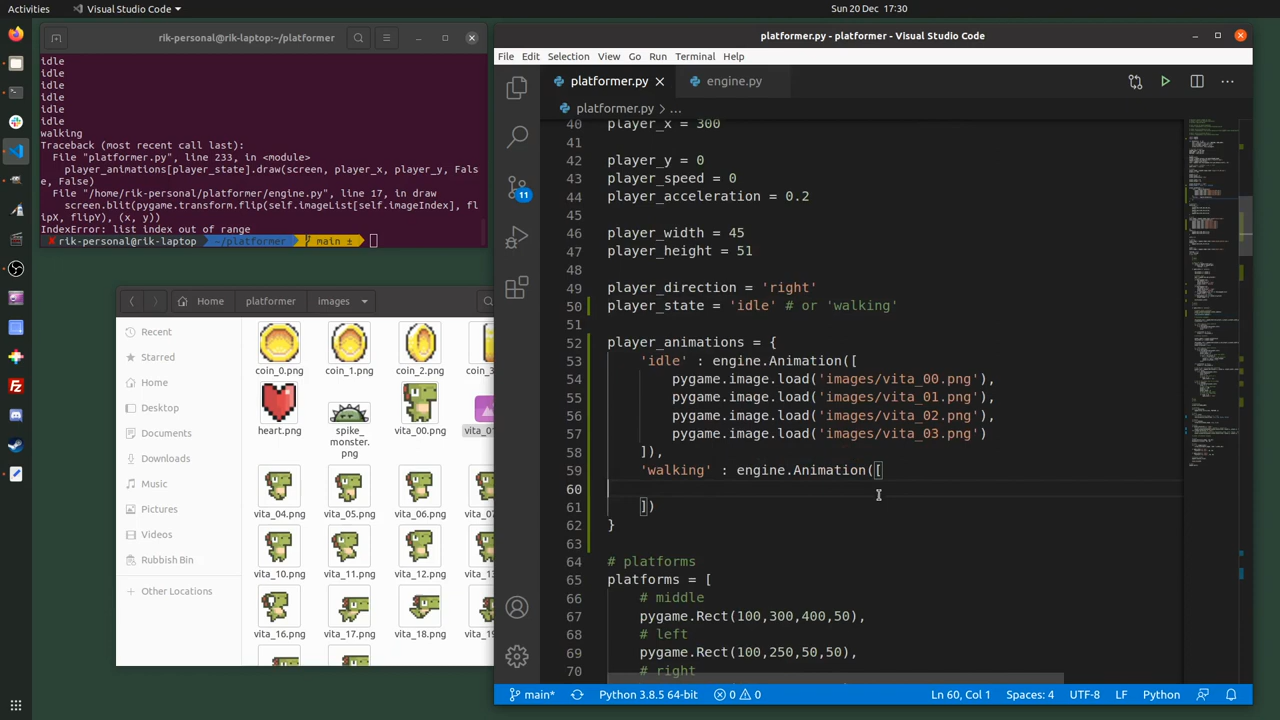 Activities
Visual Studio Code
Sun 20 Dec 17:30
rik-personal@rik-laptop:~/platformer
idle
idle
idle
idle
idle
idle
walking
Traceback (most recent call last):
File "platformer.py", line 233, in <module>
player_animations[player_state].draw(screen, player_x, player_y, Fals
e, False)
File "/home/rik-personal/platformer/engine.py", line 17, in draw
screen.blit(pygame.transform.flip(self.imageList[self.imageIndex], fl
ipX, flipY), (x, y))
IndexError: list index out of range
✘ rik-personal@rik-laptop ~/platformer main ±
Home platformer images
Recent
Starred
Home
Desktop
Documents
Downloads
Music
Pictures
Videos
Rubbish Bin
Other Locations
coin_0.png coin_1.png coin_2.png coin_3
heart.png spike_monster.png vita_00.png vita_0
vita_04.png vita_05.png vita_06.png
vita_10.png vita_11.png vita_12.png vita_1
vita_16.png vita_17.png vita_18.png vita_19
platformer.py - platformer - Visual Studio Code
File Edit Selection View Go Run Terminal Help
platformer.py engine.py
platformer.py > ...
11
40 player_x = 300
41
42 player_y = 0
43 player_speed = 0
44 player_acceleration = 0.2
45
46 player_width = 45
47 player_height = 51
48
49 player_direction = 'right'
50 player_state = 'idle' # or 'walking'
51
52 player_animations = {
53 'idle' : engine.Animation([
54 pygame.image.load('images/vita_00.png'),
55 pygame.image.load('images/vita_01.png'),
56 pygame.image.load('images/vita_02.png'),
57 pygame.image.load('images/vita_03.png')
58 ]),
59 'walking' : engine.Animation([
60
61 ])
62 }
63
64 # platforms
65 platforms = [
66 # middle
67 pygame.Rect(100,300,400,50),
68 # left
69 pygame.Rect(100,250,50,50),
70 # right
main* Python 3.8.5 64-bit 0 0 Ln 60, Col 1 Spaces: 4 UTF-8 LF Python